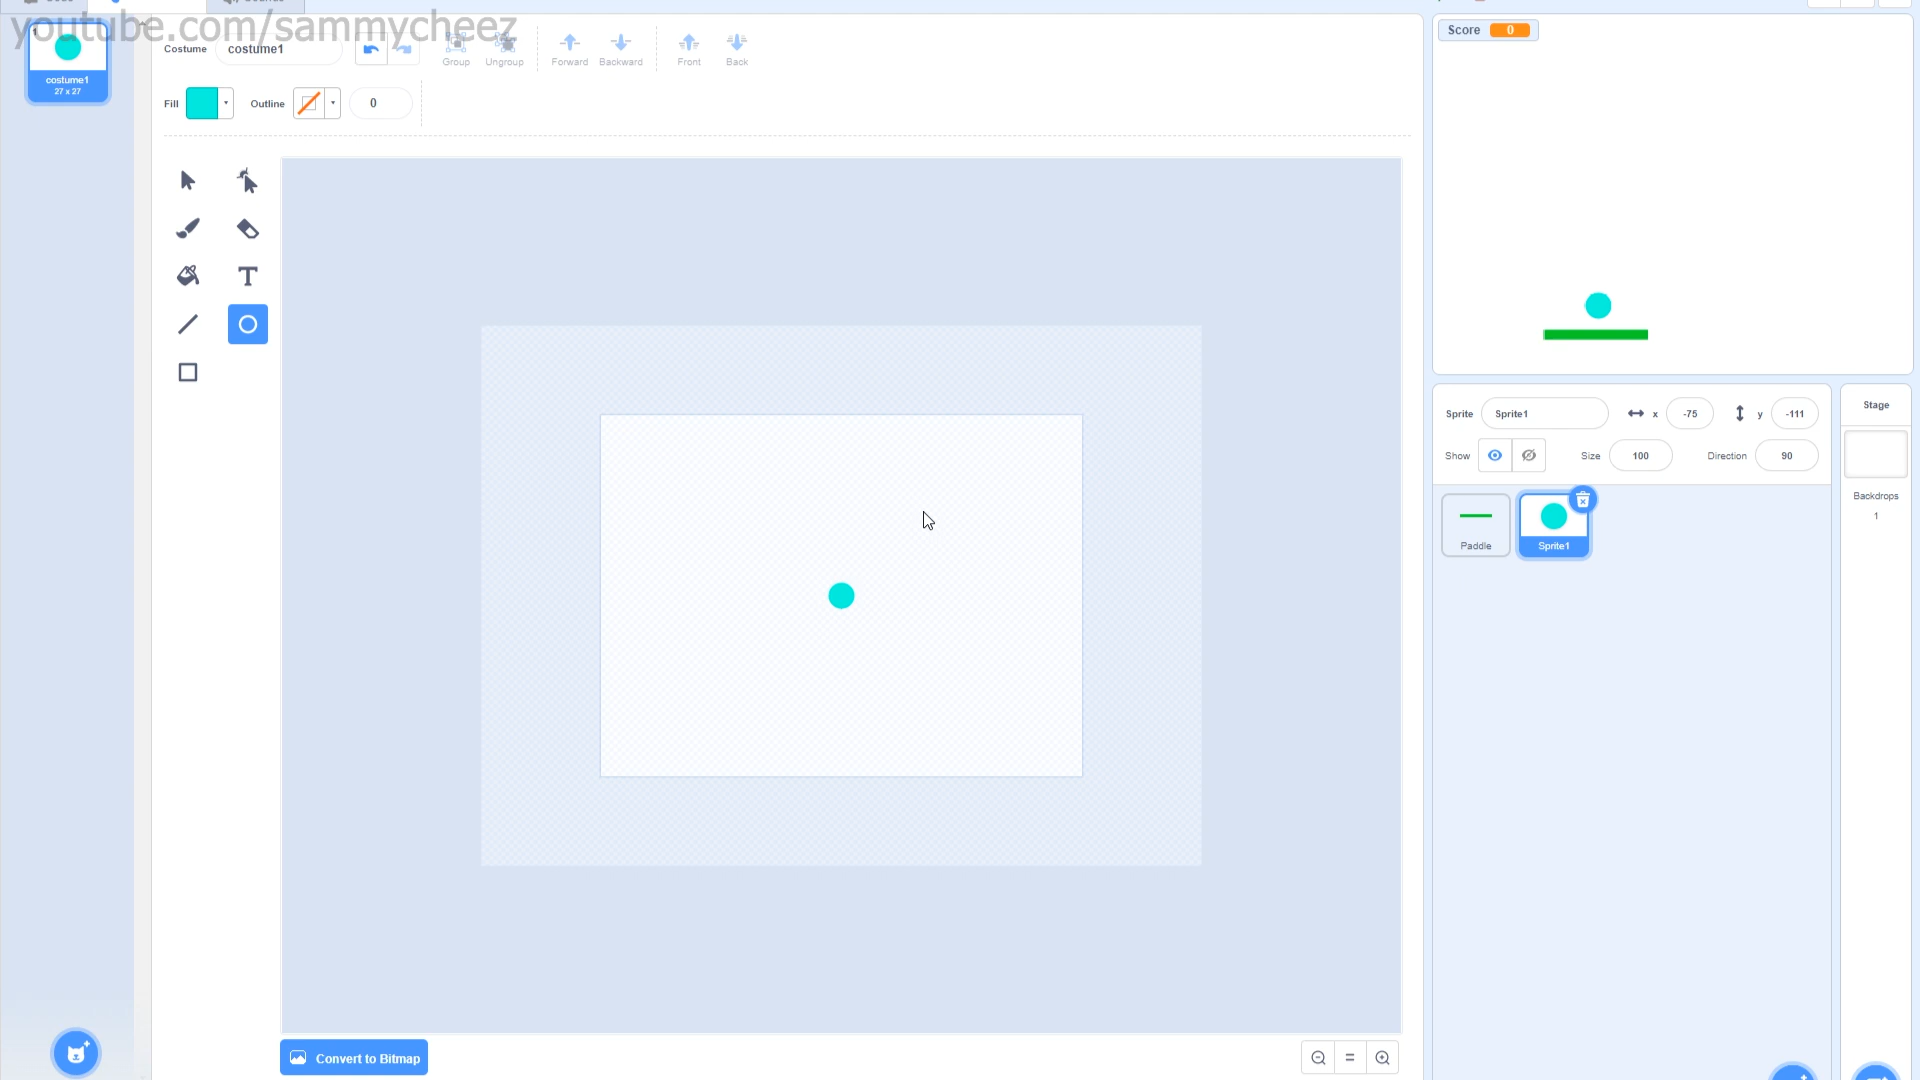 youtube.com/sammycheez
1
costume1
27 x 27
Costume costume1
Group Ungroup Forward Backward Front Back
Fill Outline 0
Convert to Bitmap
Score 0
Sprite Sprite1 x -75 y -111
Show Size 100 Direction 90
Paddle
Sprite1
Stage
Backdrops
1